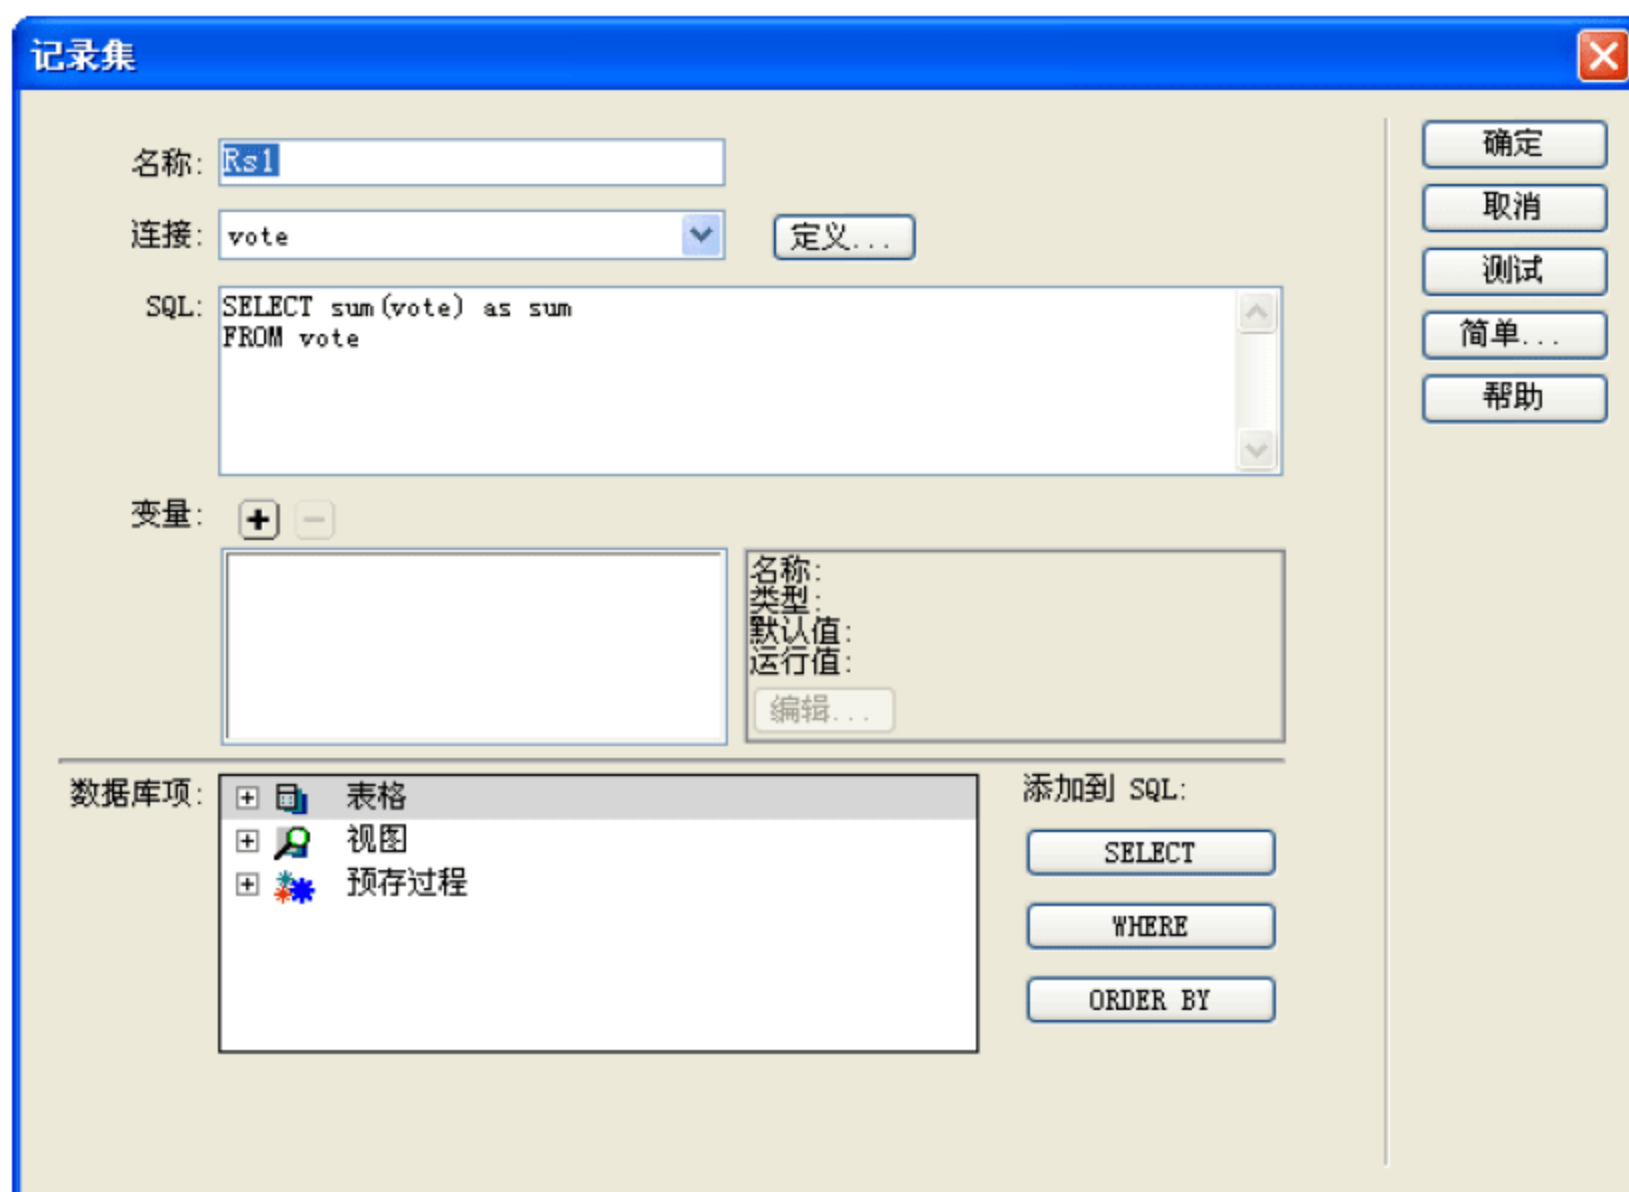 记录集
名称: Rs1
连接: vote 定义...
SQL: SELECT sum(vote) as sum
FROM vote
变量:
名称:
类型:
默认值:
运行值:
编辑...
数据库项: 表格
视图
预存过程
添加到 SQL:
SELECT
WHERE
ORDER BY
确定
取消
测试
简单...
帮助